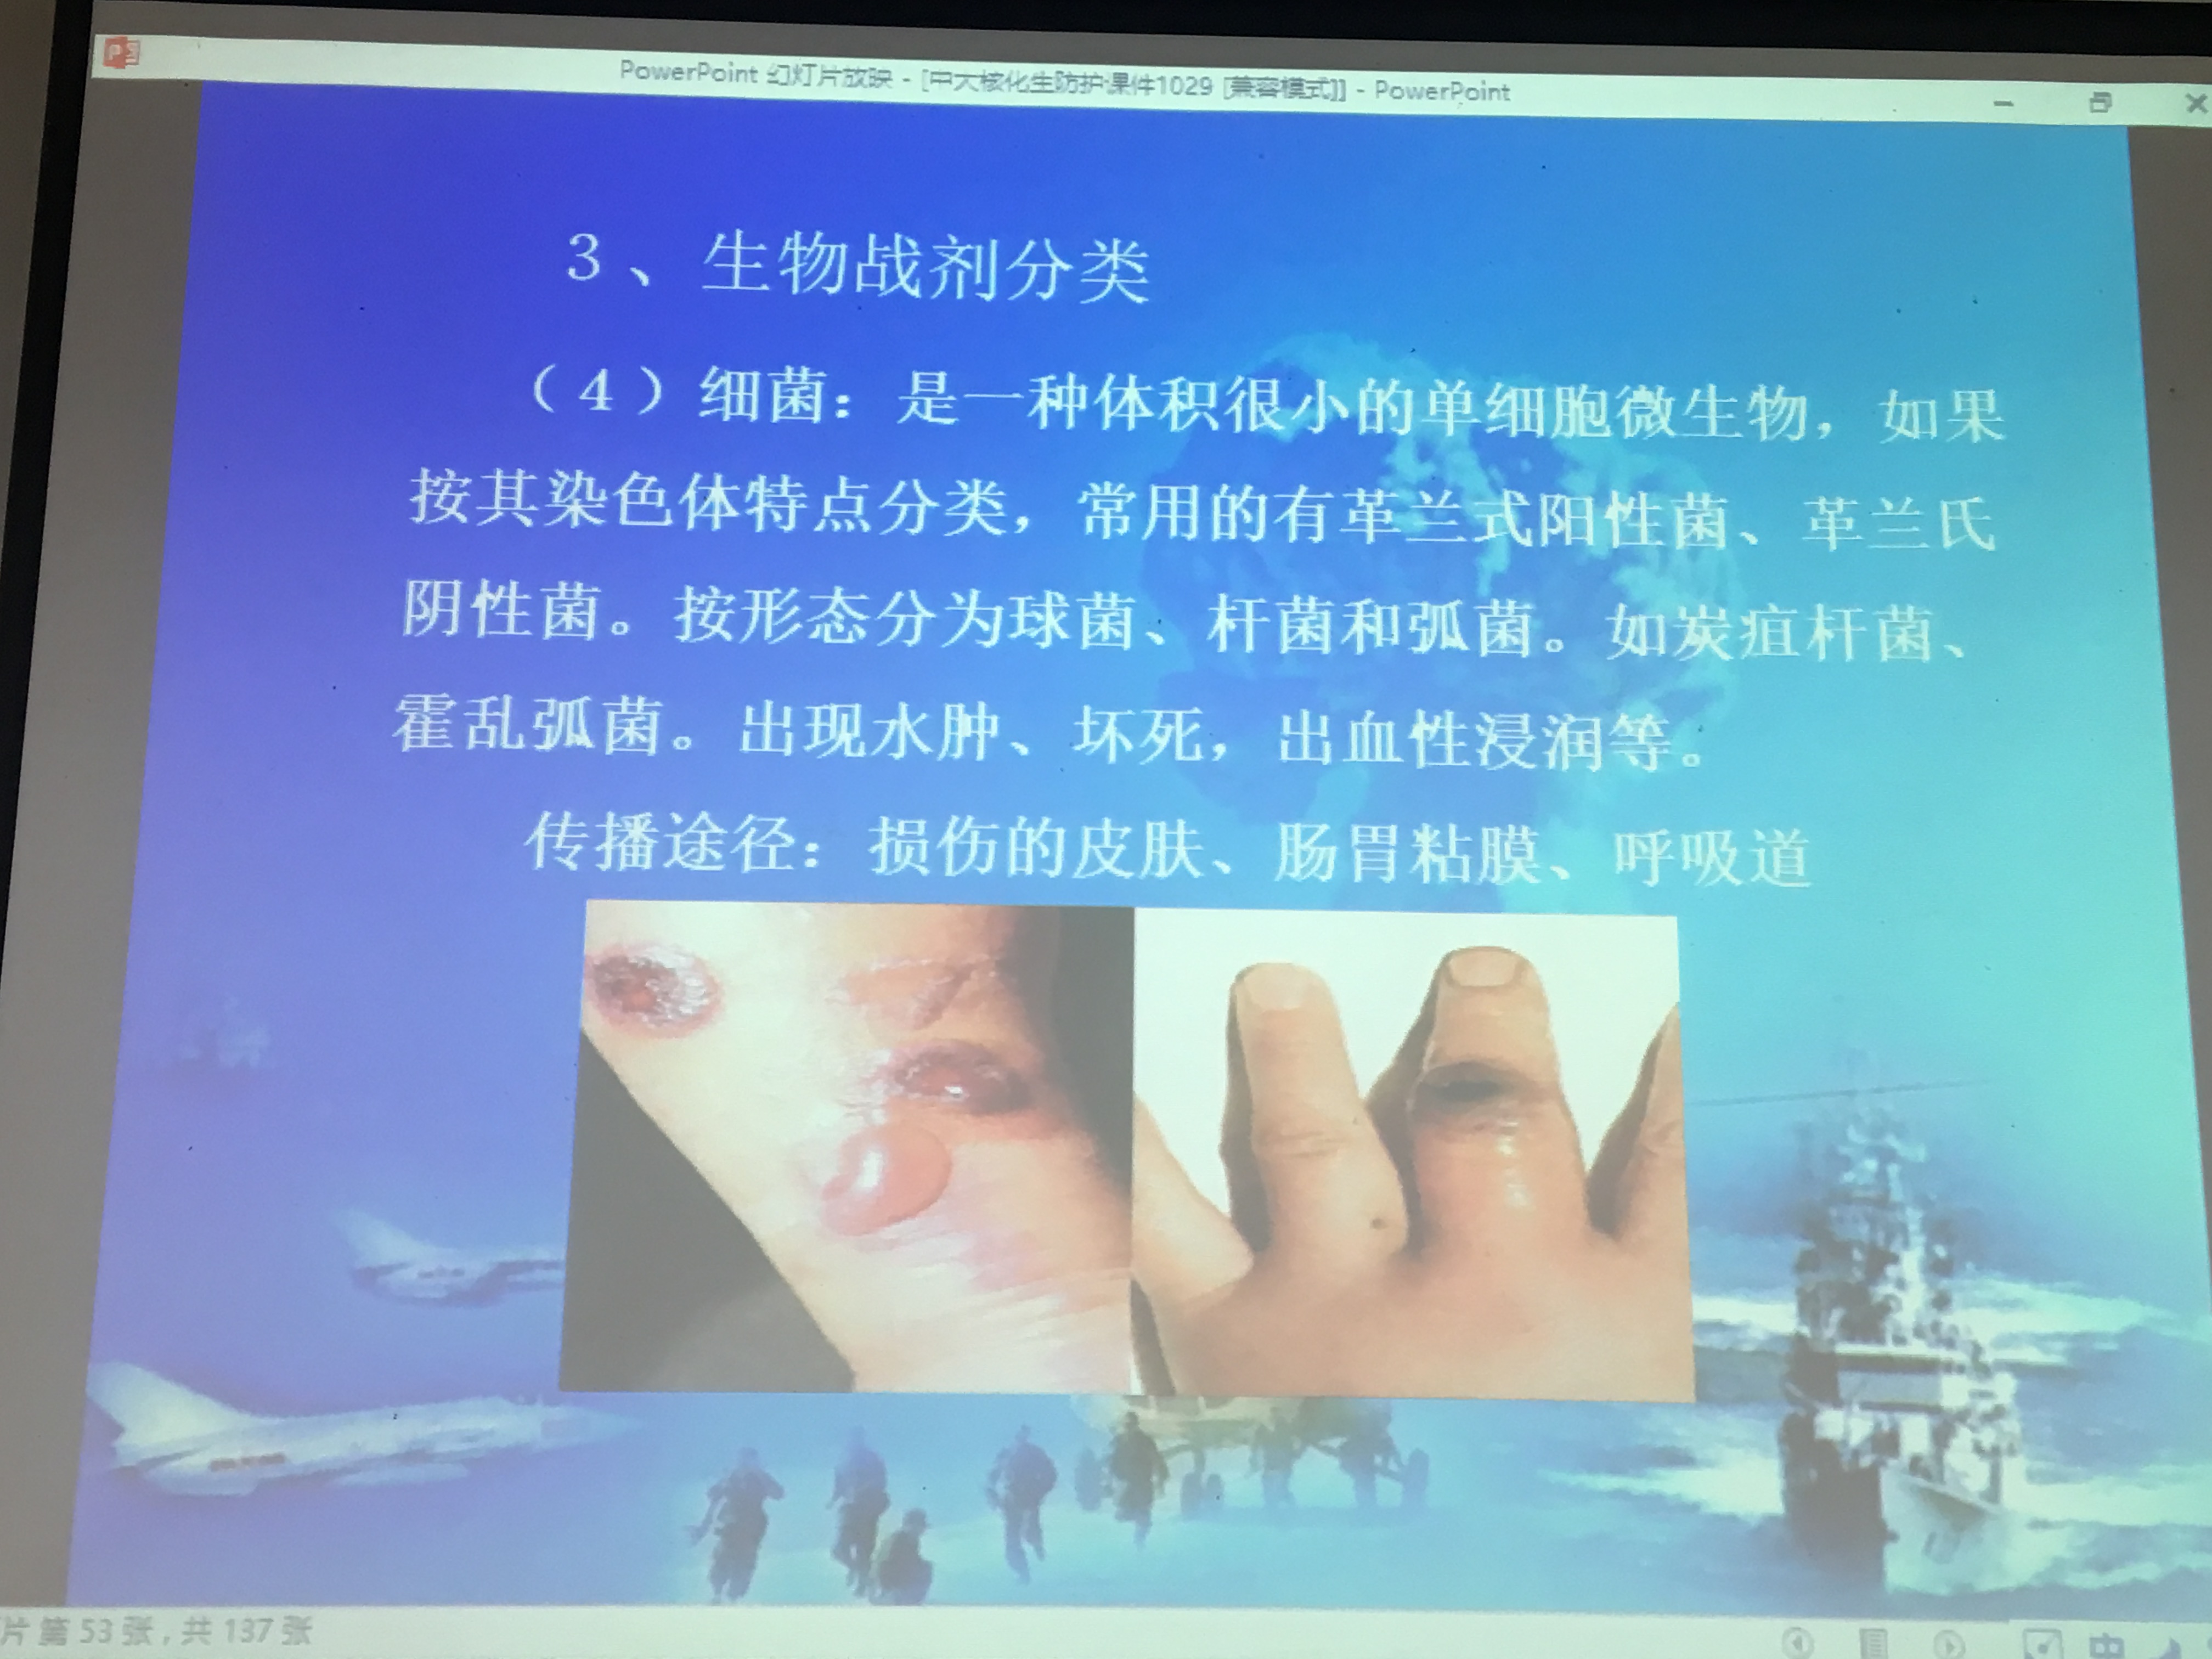 PowerPoint 幻灯片放映 - [中大核化生防护课件1029 [兼容模式]] - PowerPoint
3、生物战剂分类
（4）细菌：是一种体积很小的单细胞微生物，如果
按其染色体特点分类，常用的有革兰式阳性菌、革兰氏
阴性菌。按形态分为球菌、杆菌和弧菌。如炭疽杆菌、
霍乱弧菌。出现水肿、坏死，出血性浸润等。
传播途径：损伤的皮肤、肠胃粘膜、呼吸道
片 第 53 张，共 137 张
中